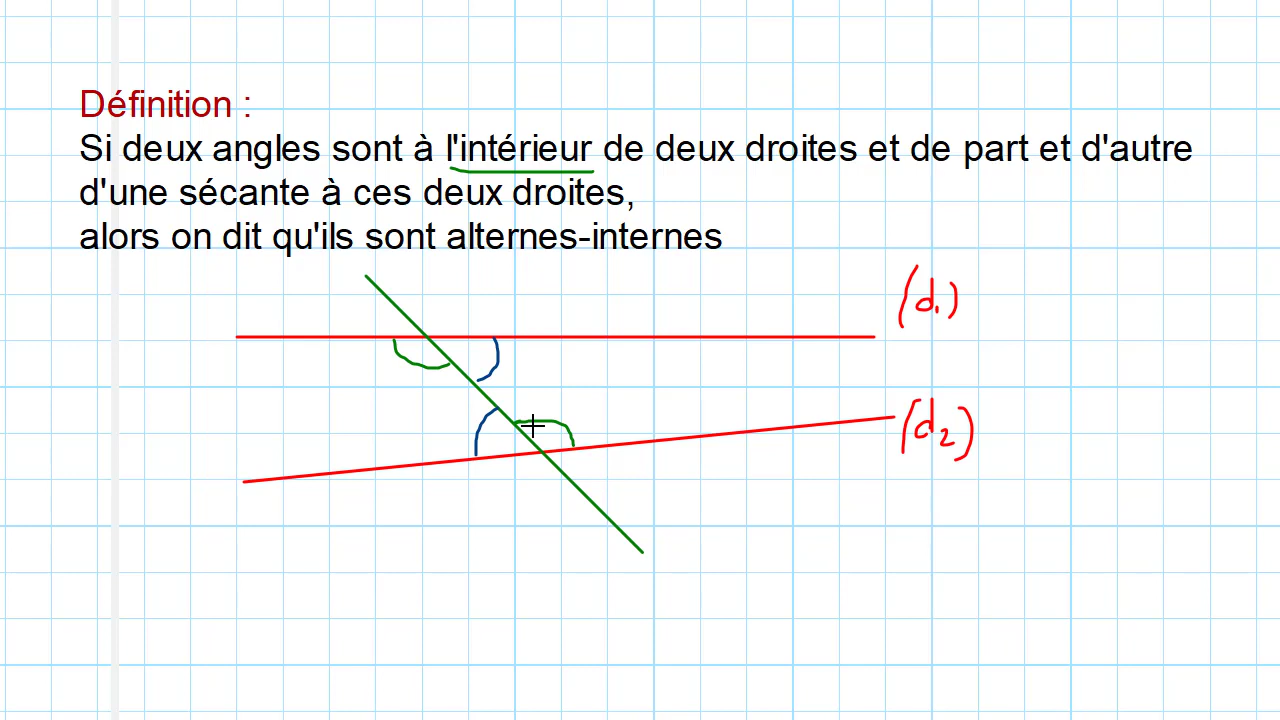 Définition :
Si deux angles sont à l'intérieur de deux droites et de part et d'autre
d'une sécante à ces deux droites,
alors on dit qu'ils sont alternes-internes
(d1)
(d2)